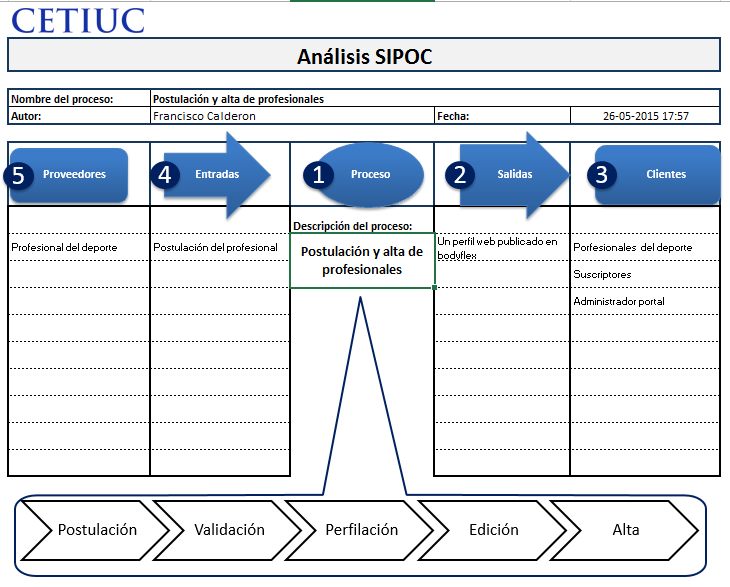 CETIUC
Análisis SIPOC
Nombre del proceso: Postulación y alta de profesionales
Autor: Francisco Calderon Fecha: 26-05-2015 17:57
5 Proveedores 4 Entradas 1 Proceso 2 Salidas 3 Clientes
Descripción del proceso:
Profesional del deporte
Postulación del profesional
Postulación y alta de
profesionales
Un perfil web publicado en
bodyflex
Porfesionales del deporte
Suscriptores
Administrador portal
Postulación Validación Perfilación Edición Alta